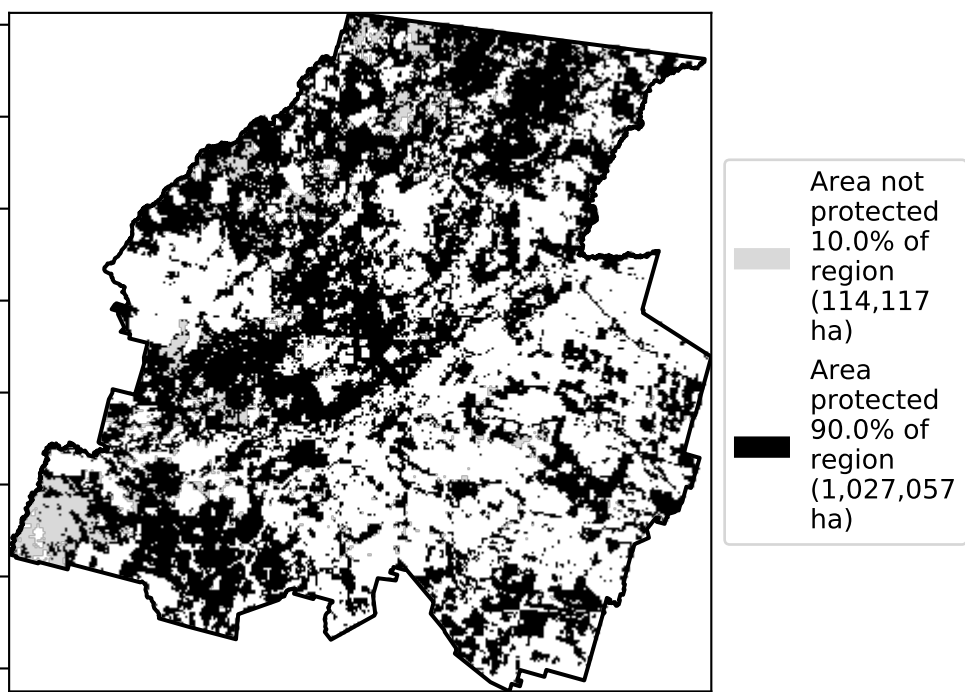 Area not
protected
10.0% of
region
(114,117
ha)
Area
protected
90.0% of
region
(1,027,057
ha)